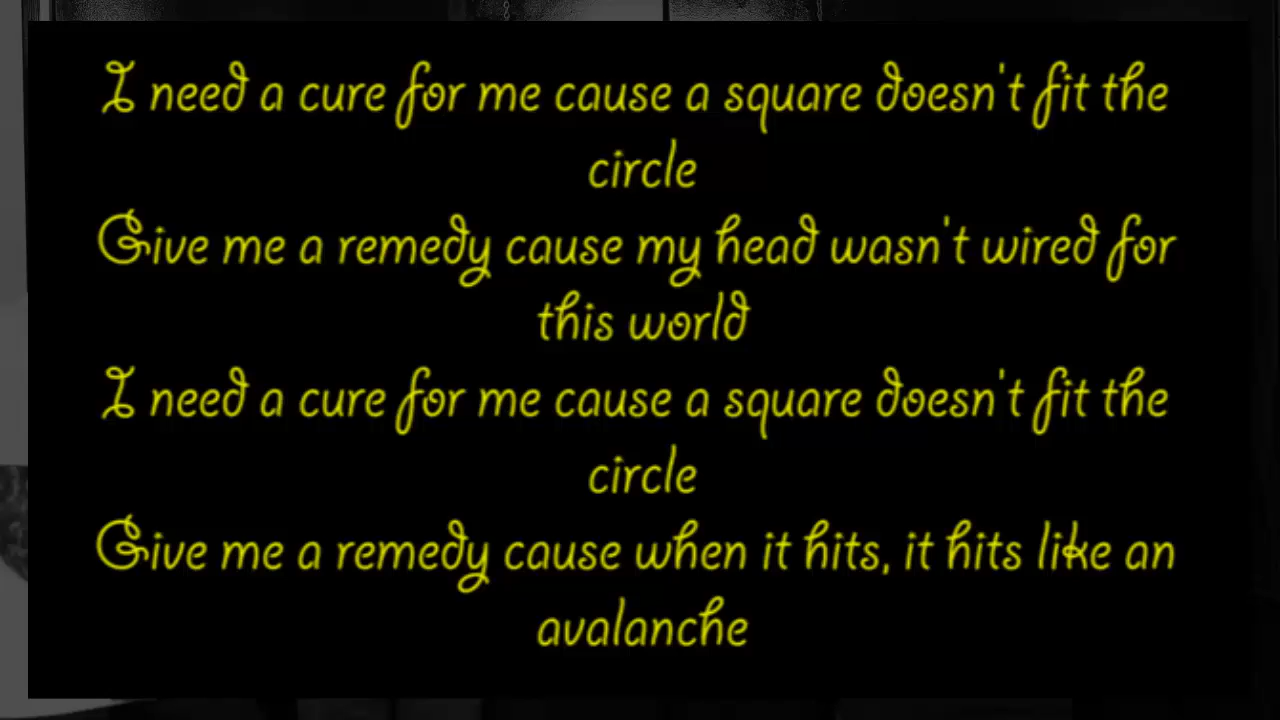 I need a cure for me cause a square doesn't fit the
circle
Give me a remedy cause my head wasn't wired for
this world
I need a cure for me cause a square doesn't fit the
circle
Give me a remedy cause when it hits, it hits like an
avalanche